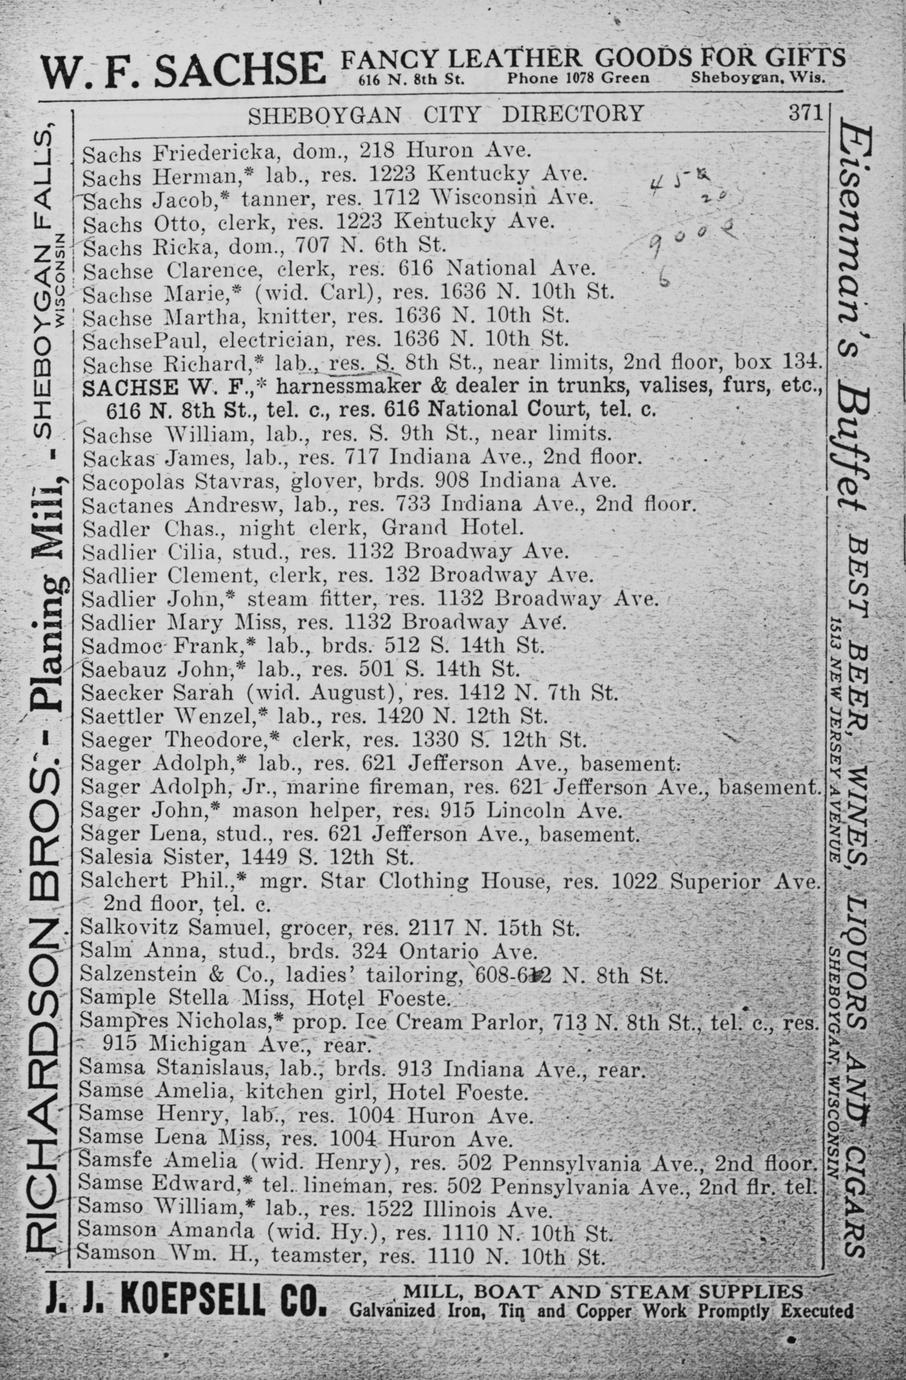 W. F. SACHSE FANCY LEATHER GOODS FOR GIFTS
616 N. 8th St. Phone 1078 Green Sheboygan, Wis.
SHEBOYGAN CITY DIRECTORY 371
Sachs Friedericka, dom., 218 Huron Ave.
Sachs Herman,* lab., res. 1223 Kentucky Ave.
Sachs Jacob,* tanner, res. 1712 Wisconsin Ave.
Sachs Otto, clerk, res. 1223 Kentucky Ave.
Sachs Ricka, dom., 707 N. 6th St.
Sachse Clarence, clerk, res. 616 National Ave.
Sachse Marie,* (wid. Carl), res. 1636 N. 10th St.
Sachse Martha, knitter, res. 1636 N. 10th St.
SachsePaul, electrician, res. 1636 N. 10th St.
Sachse Richard,* lab., res. S. 8th St., near limits, 2nd floor, box 134.
SACHSE W. F.,* harnessmaker & dealer in trunks, valises, furs, etc.,
616 N. 8th St., tel. c., res. 616 National Court, tel. c.
Sachse William, lab., res. S. 9th St., near limits.
Sackas James, lab., res. 717 Indiana Ave., 2nd floor.
Sacopolas Stavras, glover, brds. 908 Indiana Ave.
Sactanes Andresw, lab., res. 733 Indiana Ave., 2nd floor.
Sadler Chas., night clerk, Grand Hotel.
Sadlier Cilia, stud., res. 1132 Broadway Ave.
Sadlier Clement, clerk, res. 132 Broadway Ave.
Sadlier John,* steam fitter, res. 1132 Broadway Ave.
Sadlier Mary Miss, res. 1132 Broadway Ave.
Sadmoc Frank,* lab., brds. 512 S. 14th St.
Saebauz John,* lab., res. 501 S. 14th St.
Saecker Sarah (wid. August), res. 1412 N. 7th St.
Saettler Wenzel,* lab., res. 1420 N. 12th St.
Saeger Theodore,* clerk, res. 1330 S. 12th St.
Sager Adolph,* lab., res. 621 Jefferson Ave., basement.
Sager Adolph, Jr., marine fireman, res. 621 Jefferson Ave., basement.
Sager John,* mason helper, res. 915 Lincoln Ave.
Sager Lena, stud., res. 621 Jefferson Ave., basement.
Salesia Sister, 1449 S. 12th St.
Salchert Phil.,* mgr. Star Clothing House, res. 1022 Superior Ave.
2nd floor, tel. c.
Salkovitz Samuel, grocer, res. 2117 N. 15th St.
Salm Anna, stud., brds. 324 Ontario Ave.
Salzenstein & Co., ladies' tailoring, 608-612 N. 8th St.
Sample Stella Miss, Hotel Foeste.
Sampres Nicholas,* prop. Ice Cream Parlor, 713 N. 8th St., tel. c., res.
915 Michigan Ave., rear.
Samsa Stanislaus, lab., brds. 913 Indiana Ave., rear.
Samse Amelia, kitchen girl, Hotel Foeste.
Samse Henry, lab., res. 1004 Huron Ave.
Samse Lena Miss, res. 1004 Huron Ave.
Samsfe Amelia (wid. Henry), res. 502 Pennsylvania Ave., 2nd floor.
Samse Edward,* tel. lineman, res. 502 Pennsylvania Ave., 2nd flr. tel.
Samso William,* lab., res. 1522 Illinois Ave.
Samson Amanda (wid. Hy.), res. 1110 N. 10th St.
Samson Wm. H., teamster, res. 1110 N. 10th St.
RICHARDSON BROS. - Planing Mill, - SHEBOYGAN FALLS,
WISCONSIN
Eisenman's Buffet BEST BEER, WINES, LIQUORS AND CIGARS
1513 NEW JERSEY AVENUE SHEBOYGAN, WISCONSIN
J. J. KOEPSELL CO. MILL, BOAT AND STEAM SUPPLIES
Galvanized Iron, Tin and Copper Work Promptly Executed